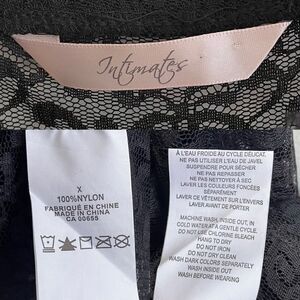 Intimates
X
100%NYLON
FABRIQUÉ EN CHINE
MADE IN CHINA
CA 00655
À L'EAU FROIDE AU CYCLE DÉLICAT.
NE PAS UTILISER L'EAU DE JAVEL
SUSPENDRE POUR SÉCHER
NE PAS REPASSER
NE PAS NETTOYER À SEC
LAVER LES COULEURS FONCÉES
SÉPARÉMENT
LAVER DE VÊTEMENT SUR L'ENVERS
LAVER AVANT DE PORTER
MACHINE WASH, INSIDE OUT, IN
COLD WATER AT A GENTLE CYCLE.
DO NOT USE CHLORINE BLEACH
HANG TO DRY
DO NOT IRON
DO NOT DRY CLEAN
WASH DARK COLORS SEPARATELY
WASH INSIDE OUT
WASH BEFORE WEARING